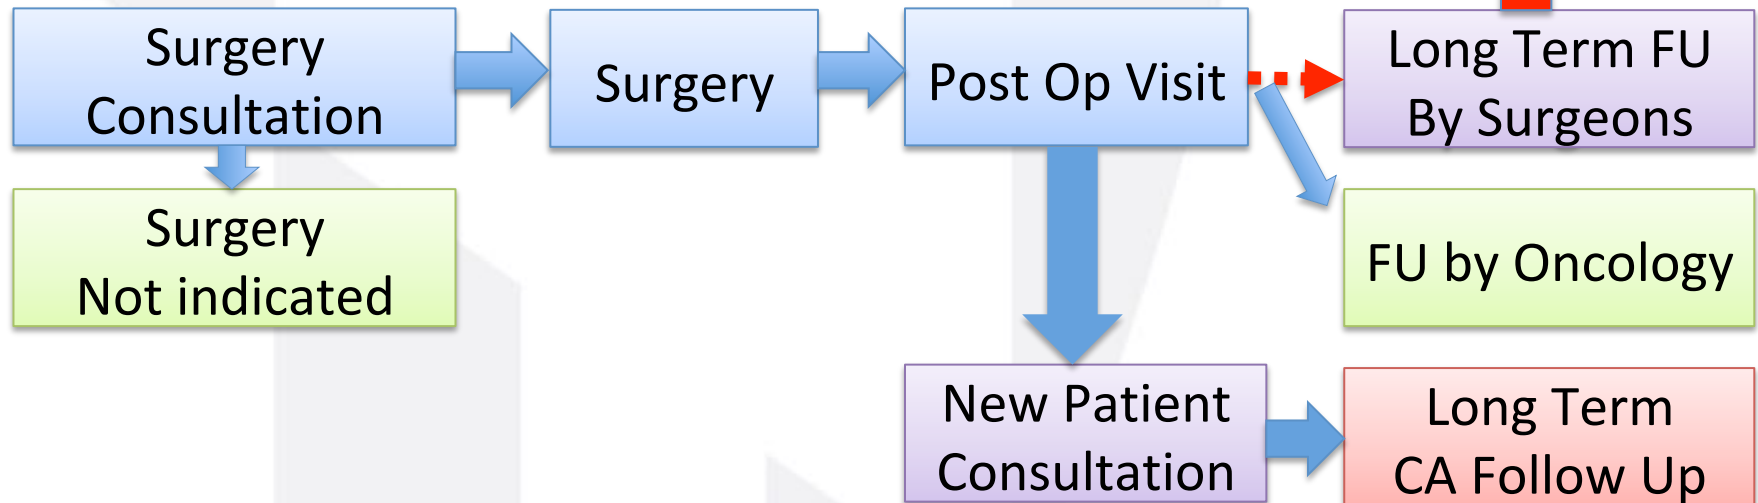 Surgery
Consultation
Surgery
Post Op Visit
Long Term FU
By Surgeons
Surgery
Not indicated
FU by Oncology
New Patient
Consultation
Long Term
CA Follow Up